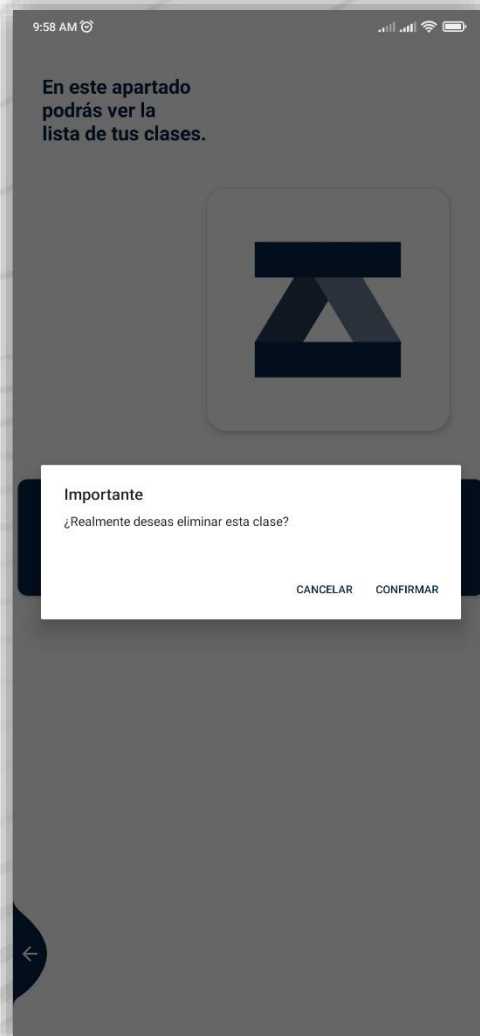 9:58 AM
En este apartado
podrás ver la
lista de tus clases.
Importante
¿Realmente deseas eliminar esta clase?
CANCELAR CONFIRMAR